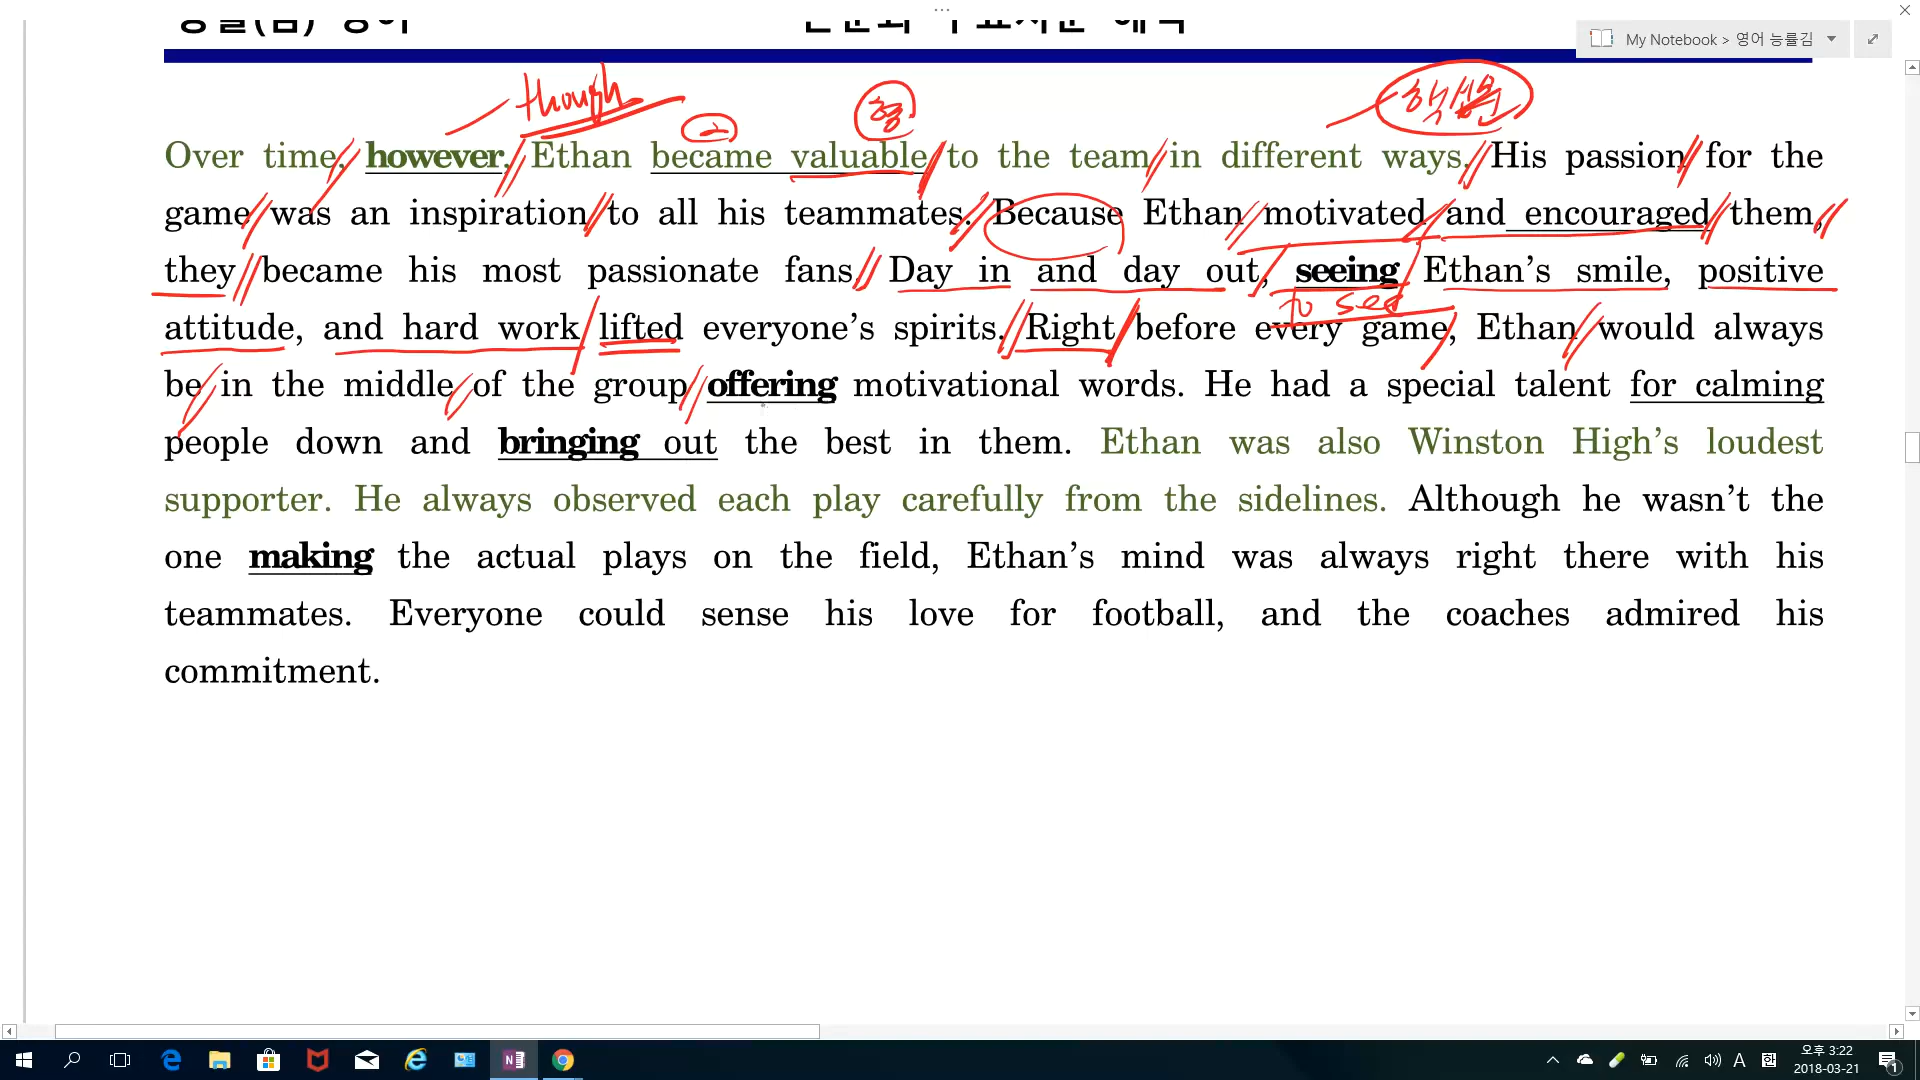 My Notebook > 영어 능률김
though
형
Over time, however, Ethan became valuable to the team in different ways. His passion for the
game was an inspiration to all his teammates. Because Ethan motivated and encouraged them,
they became his most passionate fans. Day in and day out, seeing Ethan's smile, positive
to see
attitude, and hard work lifted everyone's spirits. Right before every game, Ethan would always
be in the middle of the group offering motivational words. He had a special talent for calming
people down and bringing out the best in them. Ethan was also Winston High's loudest
supporter. He always observed each play carefully from the sidelines. Although he wasn't the
one making the actual plays on the field, Ethan's mind was always right there with his
teammates. Everyone could sense his love for football, and the coaches admired his
commitment.
A 한 오후 3:22
2018-03-21 1